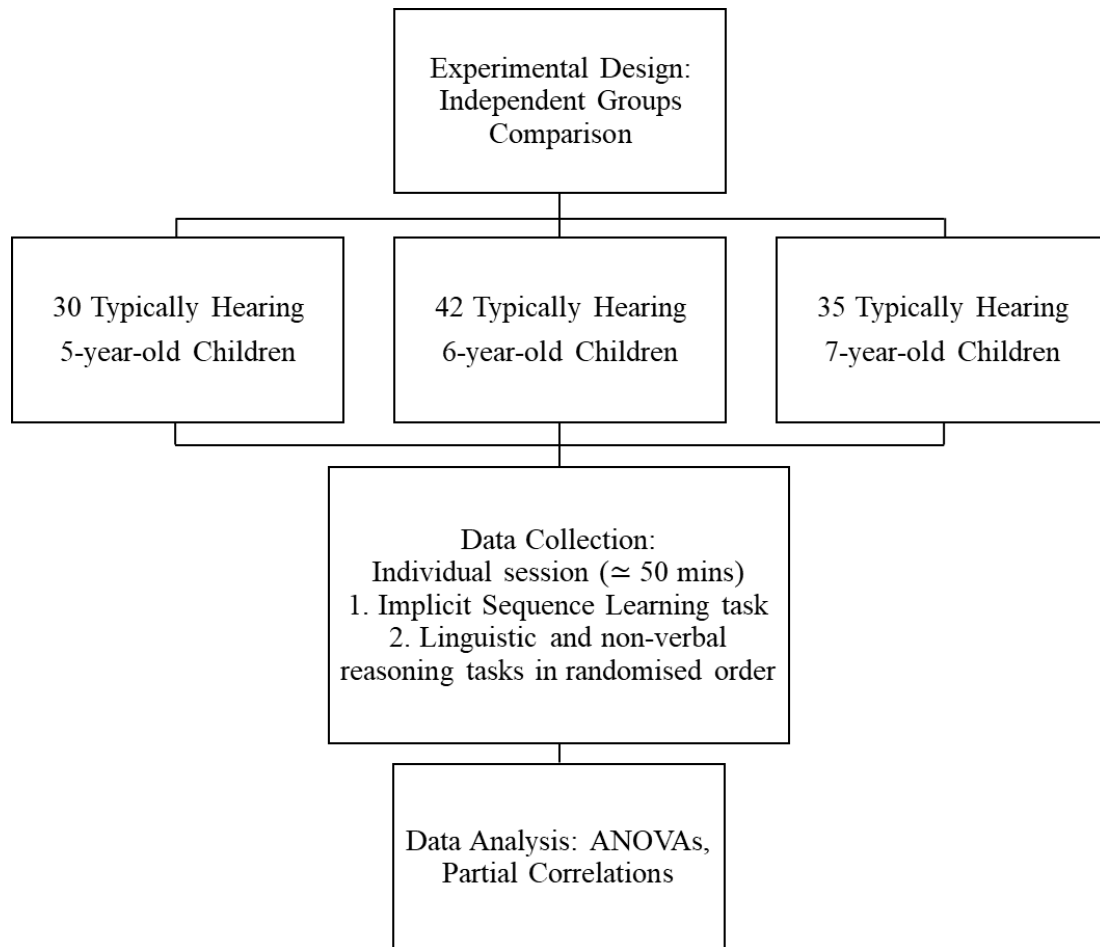 Experimental Design:
Independent Groups
Comparison
30 Typically Hearing
5-year-old Children
42 Typically Hearing
6-year-old Children
35 Typically Hearing
7-year-old Children
Data Collection:
Individual session (≃ 50 mins)
1. Implicit Sequence Learning task
2. Linguistic and non-verbal
reasoning tasks in randomised order
Data Analysis: ANOVAs,
Partial Correlations